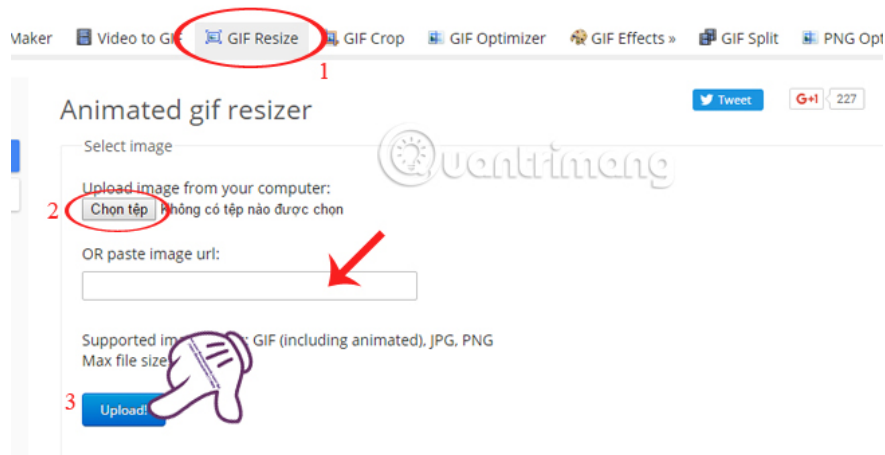 Maker Video to GIF GIF Resize GIF Crop GIF Optimizer GIF Effects » GIF Split PNG Opt
1
Animated gif resizer
Tweet G+1 227
Select image
Quantrimang
Upload image from your computer:
2 Chọn tệp Không có tệp nào được chọn
OR paste image url:
Supported GIF (including animated), JPG, PNG
Max file size
3 Upload!